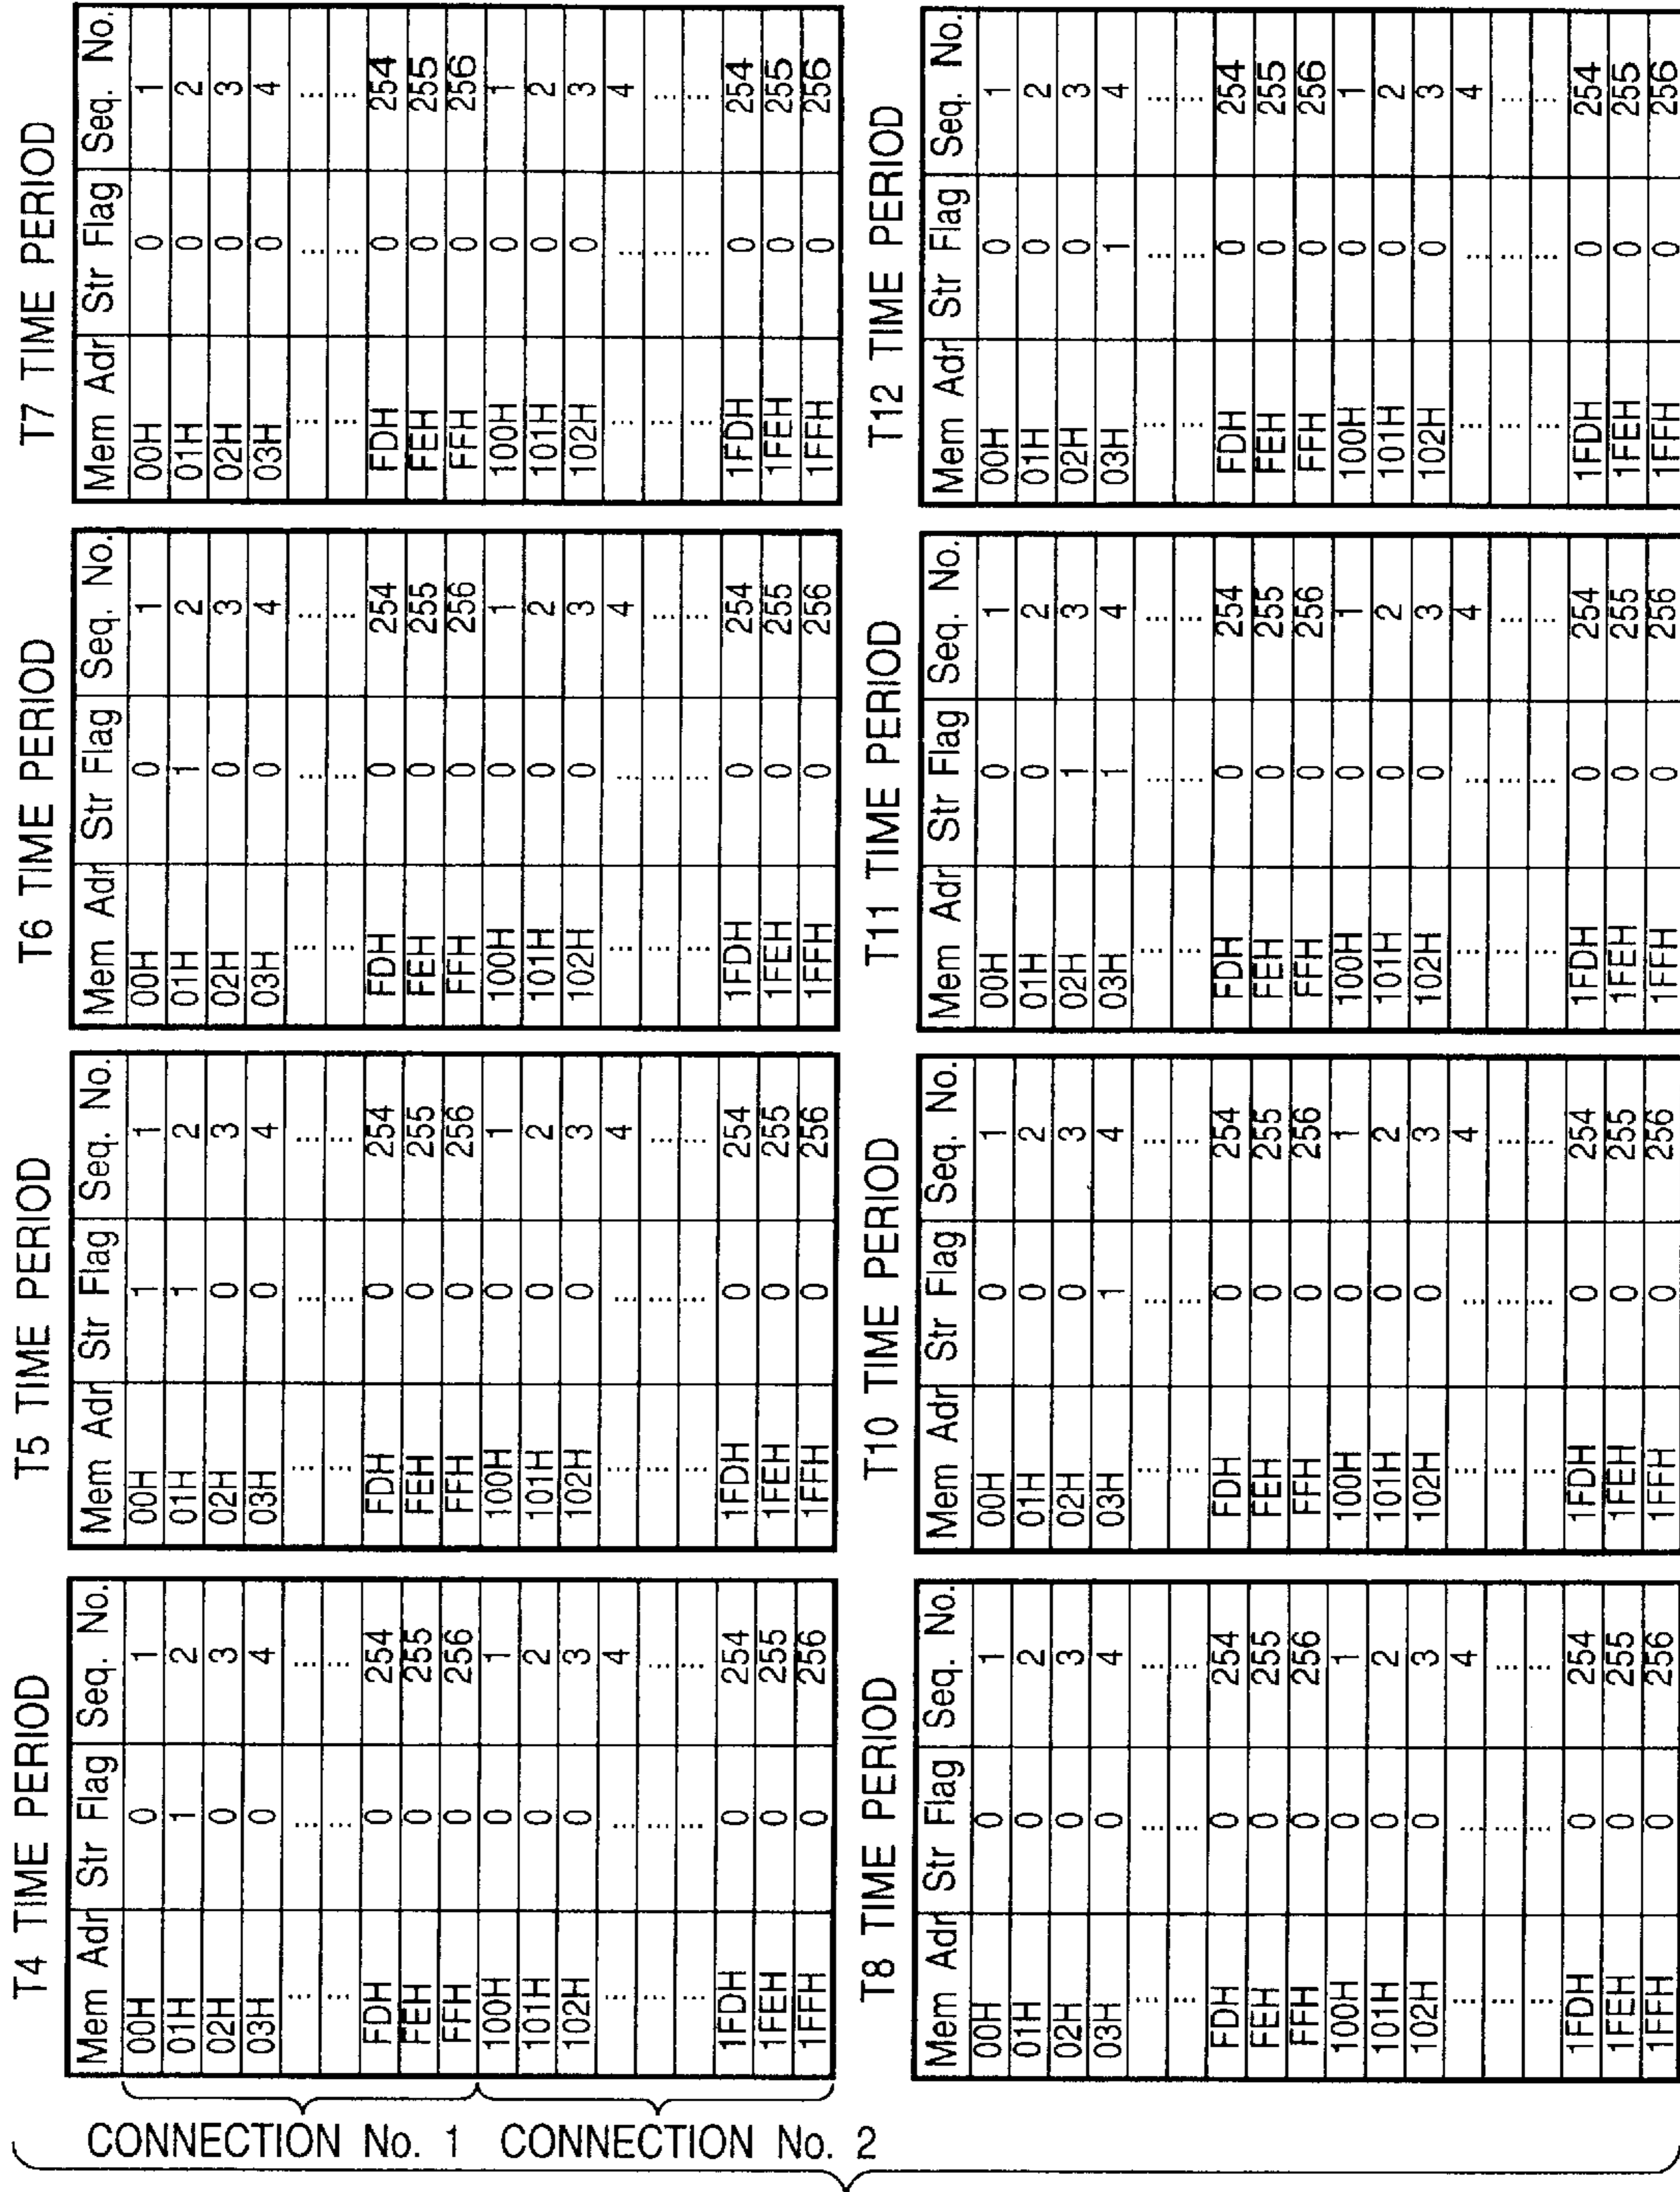 T4 TIME PERIOD
Mem Adr Str Flag Seq. No.
00H 0 1
01H 1 2
02H 0 3
03H 0 4
... ... ...
... ... ...
FDH 0 254
FEH 0 255
FFH 0 256
100H 0 1
101H 0 2
102H 0 3
... ... 4
... ... ...
... ... ...
1FDH 0 254
1FEH 0 255
1FFH 0 256
CONNECTION No. 1
CONNECTION No. 2
T5 TIME PERIOD
Mem Adr Str Flag Seq. No.
00H 1 1
01H 1 2
02H 0 3
03H 0 4
... ... ...
... ... ...
FDH 0 254
FEH 0 255
FFH 0 256
100H 0 1
101H 0 2
102H 0 3
... ... 4
... ... ...
... ... ...
1FDH 0 254
1FEH 0 255
1FFH 0 256
T6 TIME PERIOD
Mem Adr Str Flag Seq. No.
00H 0 1
01H 1 2
02H 0 3
03H 0 4
... ... ...
... ... ...
FDH 0 254
FEH 0 255
FFH 0 256
100H 0 1
101H 0 2
102H 0 3
... ... 4
... ... ...
... ... ...
1FDH 0 254
1FEH 0 255
1FFH 0 256
T7 TIME PERIOD
Mem Adr Str Flag Seq. No.
00H 0 1
01H 0 2
02H 0 3
03H 0 4
... ... ...
... ... ...
FDH 0 254
FEH 0 255
FFH 0 256
100H 0 1
101H 0 2
102H 0 3
... ... 4
... ... ...
... ... ...
1FDH 0 254
1FEH 0 255
1FFH 0 256
T8 TIME PERIOD
Mem Adr Str Flag Seq. No.
00H 0 1
01H 0 2
02H 0 3
03H 0 4
... ... ...
... ... ...
FDH 0 254
FEH 0 255
FFH 0 256
100H 0 1
101H 0 2
102H 0 3
... ... 4
... ... ...
... ... ...
1FDH 0 254
1FEH 0 255
1FFH 0 256
T10 TIME PERIOD
Mem Adr Str Flag Seq. No.
00H 0 1
01H 0 2
02H 0 3
03H 1 4
... ... ...
... ... ...
FDH 0 254
FEH 0 255
FFH 0 256
100H 0 1
101H 0 2
102H 0 3
... ... 4
... ... ...
... ... ...
1FDH 0 254
1FEH 0 255
1FFH 0 256
T11 TIME PERIOD
Mem Adr Str Flag Seq. No.
00H 0 1
01H 0 2
02H 1 3
03H 1 4
... ... ...
... ... ...
FDH 0 254
FEH 0 255
FFH 0 256
100H 0 1
101H 0 2
102H 0 3
... ... 4
... ... ...
... ... ...
1FDH 0 254
1FEH 0 255
1FFH 0 256
T12 TIME PERIOD
Mem Adr Str Flag Seq. No.
00H 0 1
01H 0 2
02H 0 3
03H 1 4
... ... ...
... ... ...
FDH 0 254
FEH 0 255
FFH 0 256
100H 0 1
101H 0 2
102H 0 3
... ... 4
... ... ...
... ... ...
1FDH 0 254
1FEH 0 255
1FFH 0 256